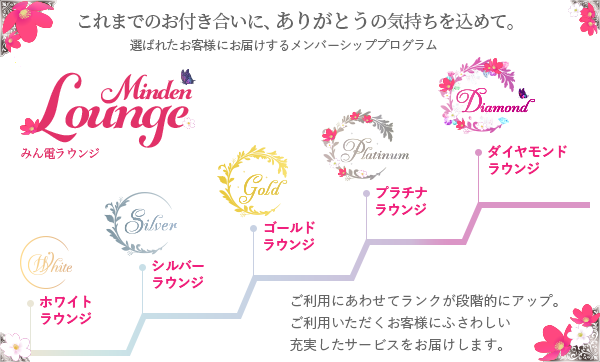 これまでのお付き合いに、ありがとうの気持ちを込めて。
選ばれたお客様にお届けするメンバーシッププログラム
Minden
Lounge
みん電ラウンジ
Diamond
ダイヤモンド
ラウンジ
Platinum
プラチナ
ラウンジ
Gold
ゴールド
ラウンジ
Silver
シルバー
ラウンジ
White
ホワイト
ラウンジ
ご利用にあわせてランクが段階的にアップ。
ご利用いただくお客様にふさわしい
充実したサービスをお届けします。